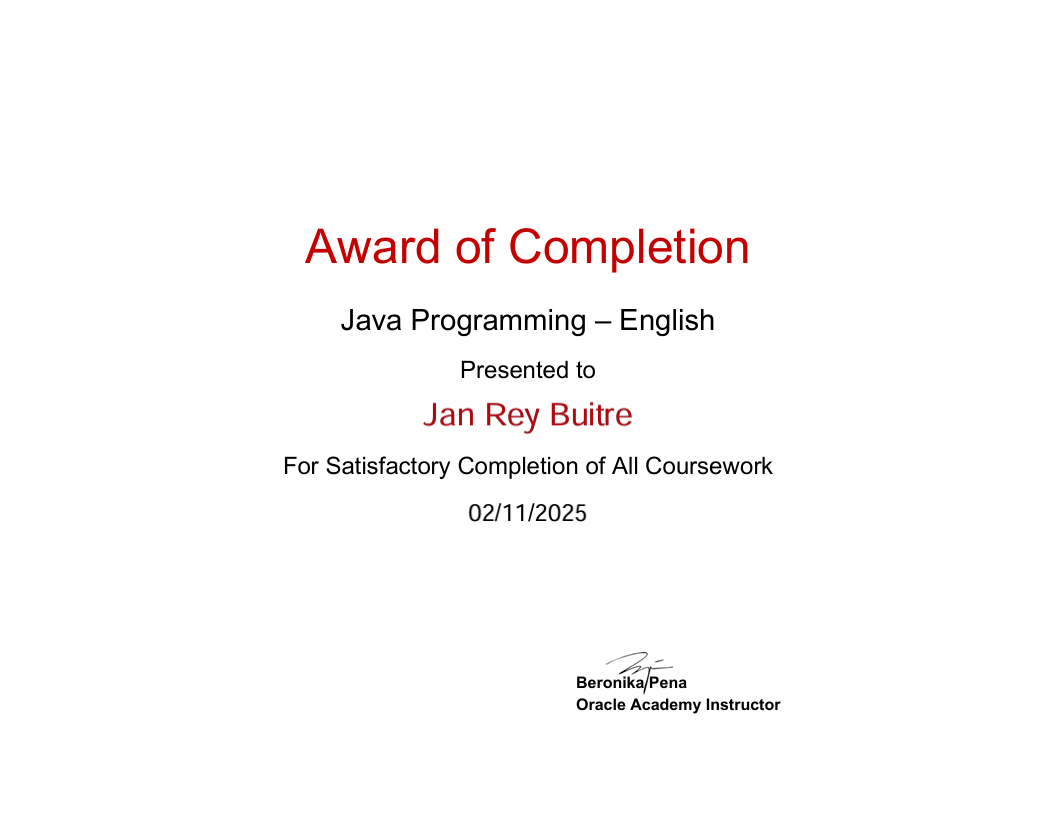 Award of Completion
Java Programming – English
Presented to
Jan Rey Buitre
For Satisfactory Completion of All Coursework
02/11/2025
Beronika Pena
Oracle Academy Instructor